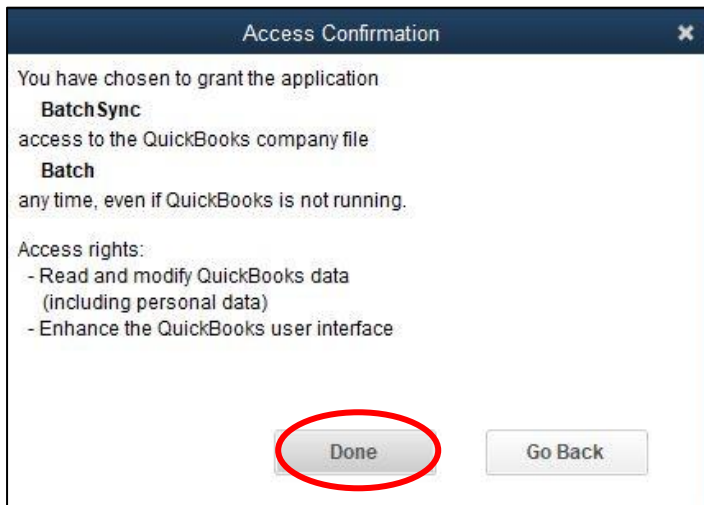 Access Confirmation
You have chosen to grant the application
BatchSync
access to the QuickBooks company file
Batch
any time, even if QuickBooks is not running.
Access rights:
- Read and modify QuickBooks data
(including personal data)
- Enhance the QuickBooks user interface
Done
Go Back